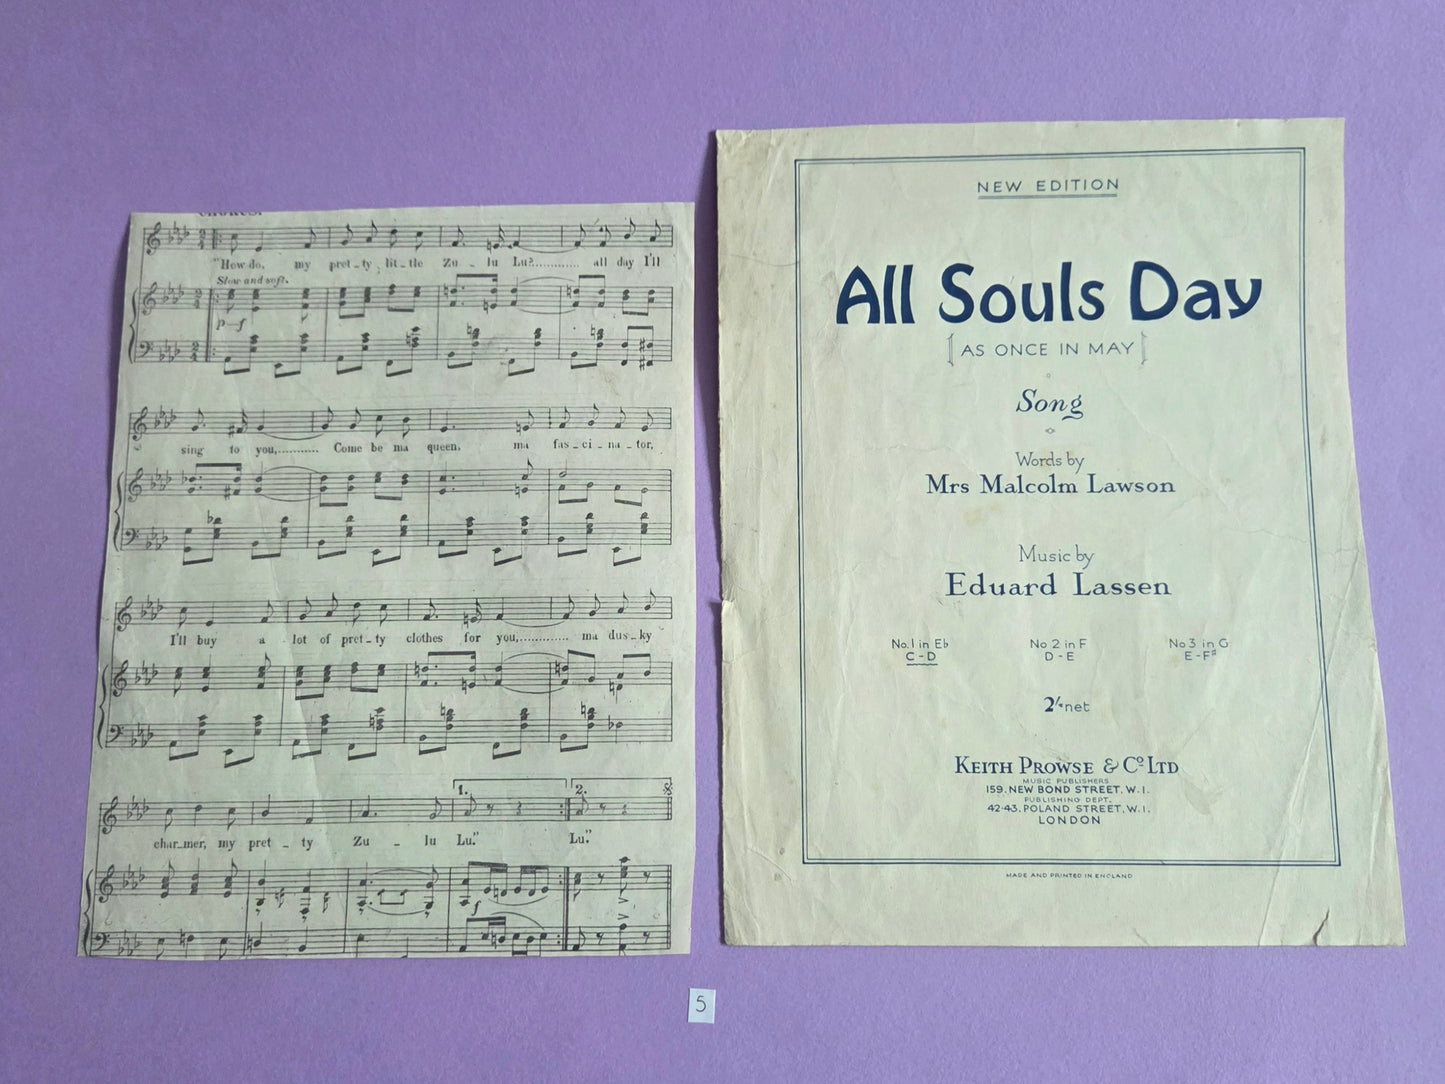 CHORUS.
"How do, my pret-ty lit-tle Zu-lu Lu?............ all day I'll
Slow and soft.
p-f
sing to you,........... Come be ma queen, ma fas-ci-na-tor,
I'll buy a lot of pret-ty clothes for you,.............. ma dus-ky
1. 2.
char-mer, my pret-ty Zu-lu Lu." Lu."
f
NEW EDITION
All Souls Day
[AS ONCE IN MAY]
Song
Words by
Mrs Malcolm Lawson
Music by
Eduard Lassen
No. 1 in E♭ No 2 in F No 3 in G
C-D D-E E-F♯
2/- net
KEITH PROWSE & Cº LTD
MUSIC PUBLISHERS
159, NEW BOND STREET, W.1.
PUBLISHING DEPT.
42-43, POLAND STREET, W.1.
LONDON
MADE AND PRINTED IN ENGLAND
5